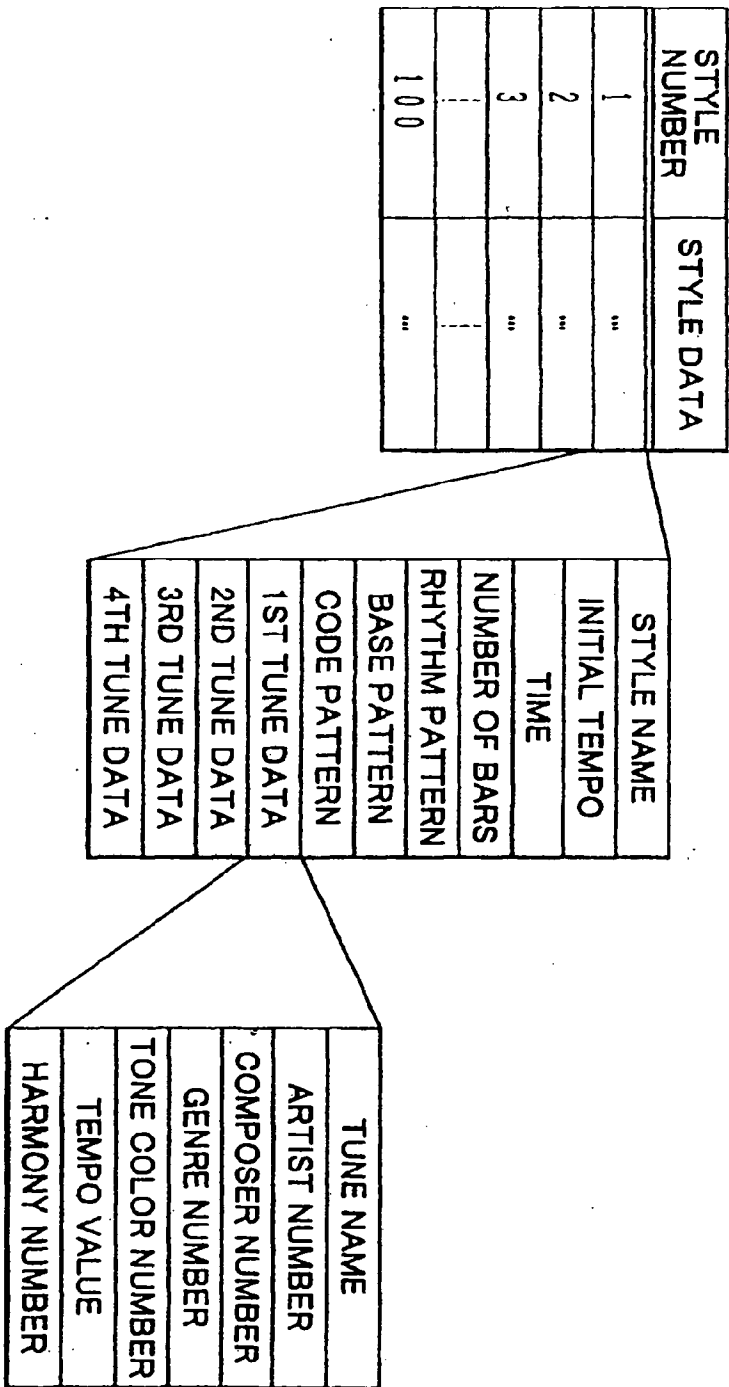 STYLE
NUMBER
STYLE DATA
1
...
2
...
3
...
------
------
100
...
STYLE NAME
INITIAL TEMPO
TIME
NUMBER OF BARS
RHYTHM PATTERN
BASE PATTERN
CODE PATTERN
1ST TUNE DATA
2ND TUNE DATA
3RD TUNE DATA
4TH TUNE DATA
TUNE NAME
ARTIST NUMBER
COMPOSER NUMBER
GENRE NUMBER
TONE COLOR NUMBER
TEMPO VALUE
HARMONY NUMBER